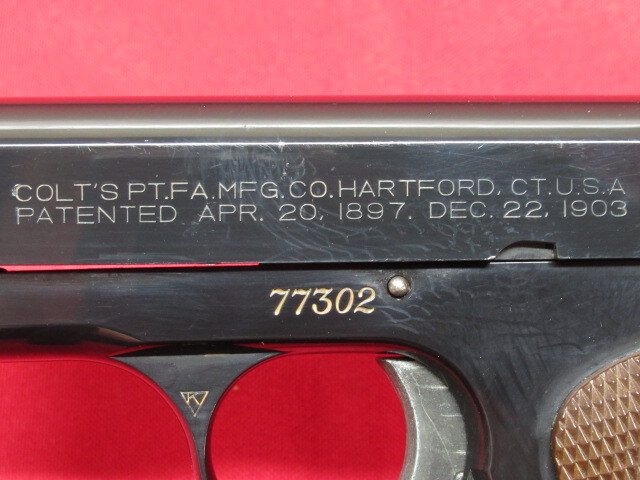 COLT'S PT.F.A.MFG.CO.HARTFORD, CT.U.S.A
PATENTED APR. 20, 1897. DEC. 22, 1903
77302
K